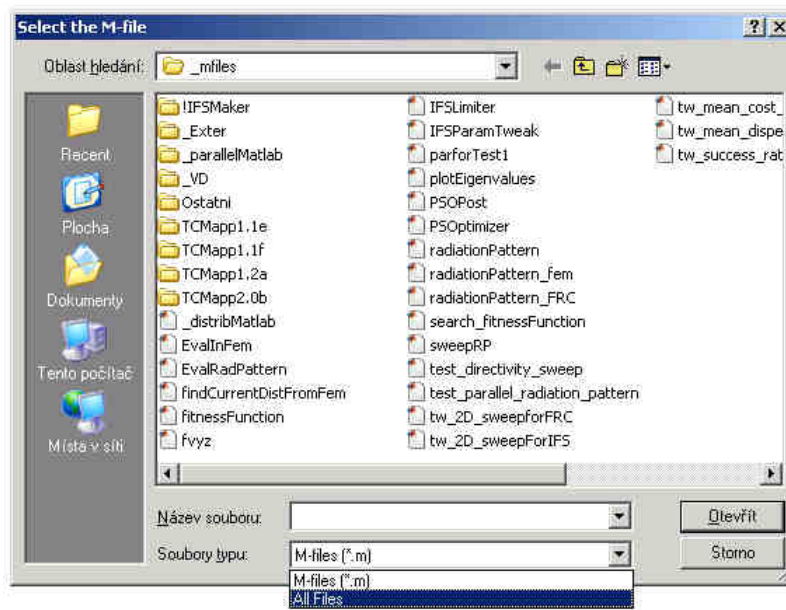 Select the M-file
Oblast hledání: _mfiles
Recent
Plocha
Dokumenty
Tento počítač
Místa v síti
!IFSMaker
_Exter
_parallelMatlab
_VD
Ostatni
TCMapp1.1e
TCMapp1.1f
TCMapp1.2a
TCMapp2.0b
_distribMatlab
EvalInFem
EvalRadPattern
findCurrentDistFromFem
fitnessFunction
fvyz
IFSLimiter
IFSParamTweak
parforTest1
plotEigenvalues
PSOPost
PSOptimizer
radiationPattern
radiationPattern_fem
radiationPattern_FRC
search_fitnessFunction
sweepRP
test_directivity_sweep
test_parallel_radiation_pattern
tw_2D_sweepforFRC
tw_2D_sweepForIFS
tw_mean_cost_
tw_mean_dispe
tw_success_rat
Název souboru:
Otevřít
Soubory typu: M-files (*.m)
Storno
M-files (*.m)
All Files